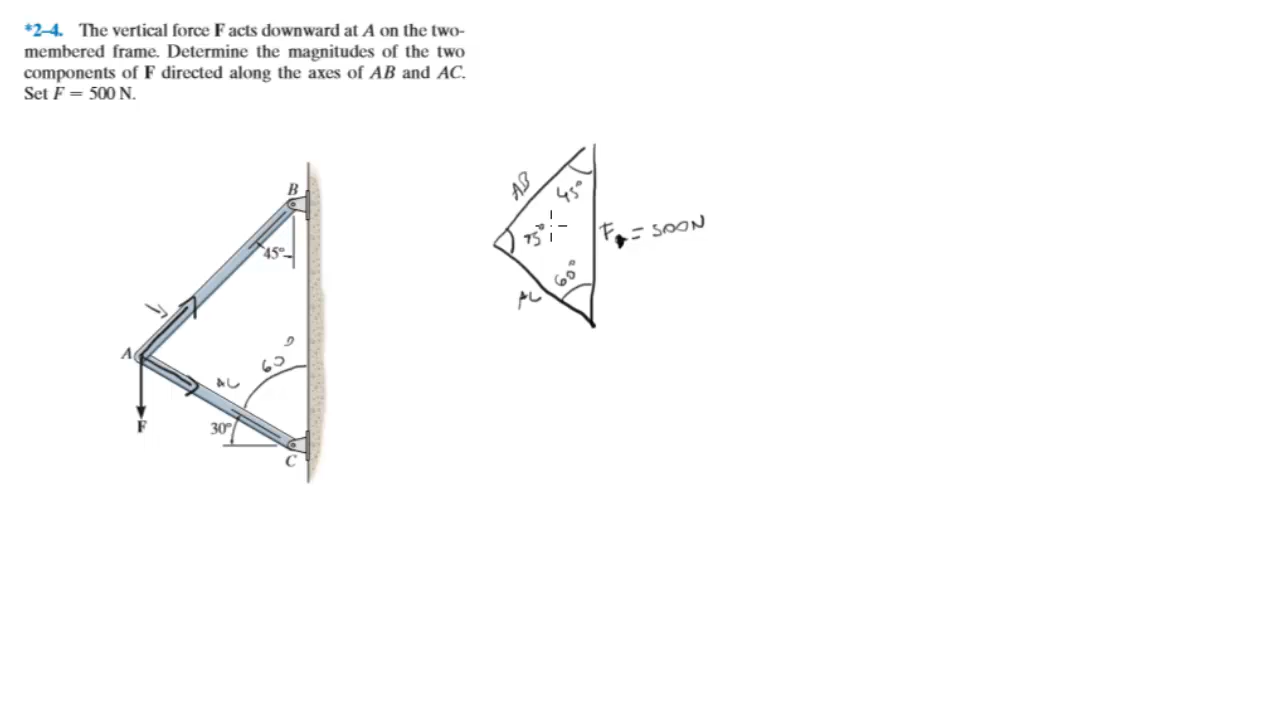 *2–4. The vertical force F acts downward at A on the two-
membered frame. Determine the magnitudes of the two
components of F directed along the axes of AB and AC.
Set F = 500 N.
B
45°
A
60°
AC
30°
F
C
AB
45°
75°
F = 500N
60°
AC